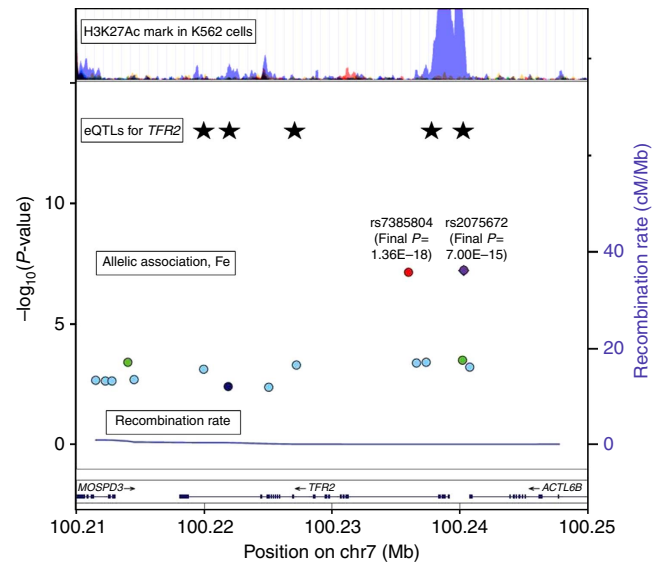 H3K27Ac mark in K562 cells
eQTLs for TFR2
rs7385804
(Final P=
1.36E–18)
rs2075672
(Final P=
7.00E–15)
Allelic association, Fe
Recombination rate
–log10(P-value)
10
5
0
Recombination rate (cM/Mb)
40
20
0
MOSPD3
TFR2
ACTL6B
100.21
100.22
100.23
100.24
100.25
Position on chr7 (Mb)